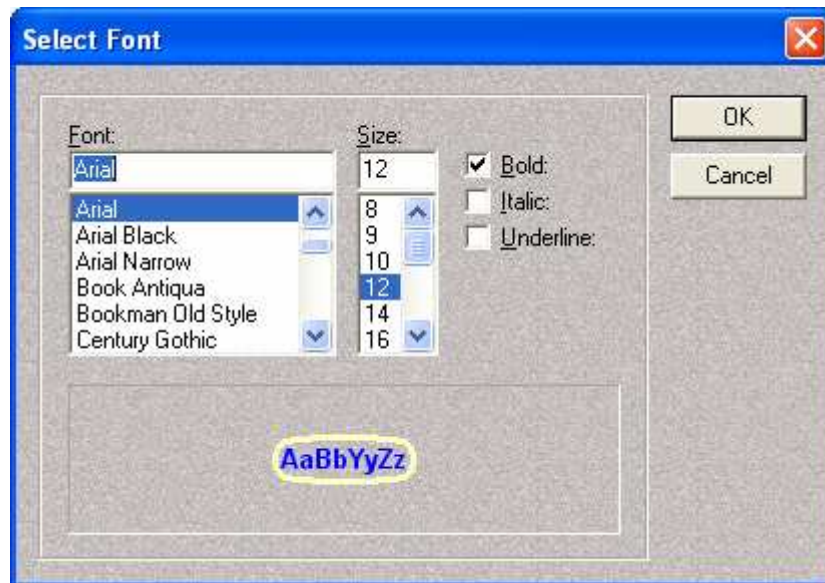 Select Font
Font:
Arial
Arial
Arial Black
Arial Narrow
Book Antiqua
Bookman Old Style
Century Gothic
Size:
12
8
9
10
12
14
16
Bold:
Italic:
Underline:
OK
Cancel
AaBbYyZz